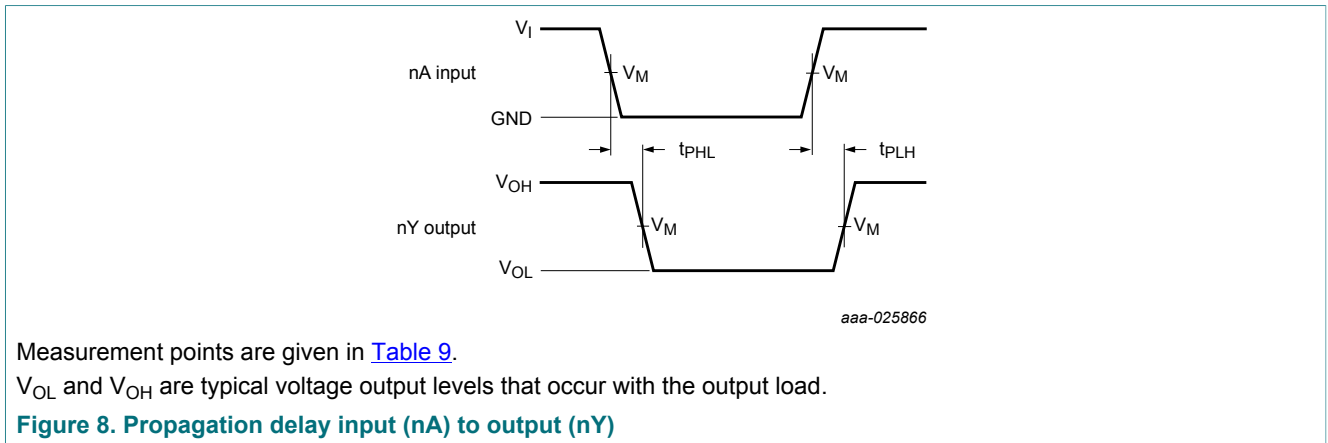 V_I
nA input
V_M
V_M
GND
t_PHL
t_PLH
V_OH
nY output
V_M
V_M
V_OL
aaa-025866
Measurement points are given in Table 9.
V_OL and V_OH are typical voltage output levels that occur with the output load.
Figure 8. Propagation delay input (nA) to output (nY)